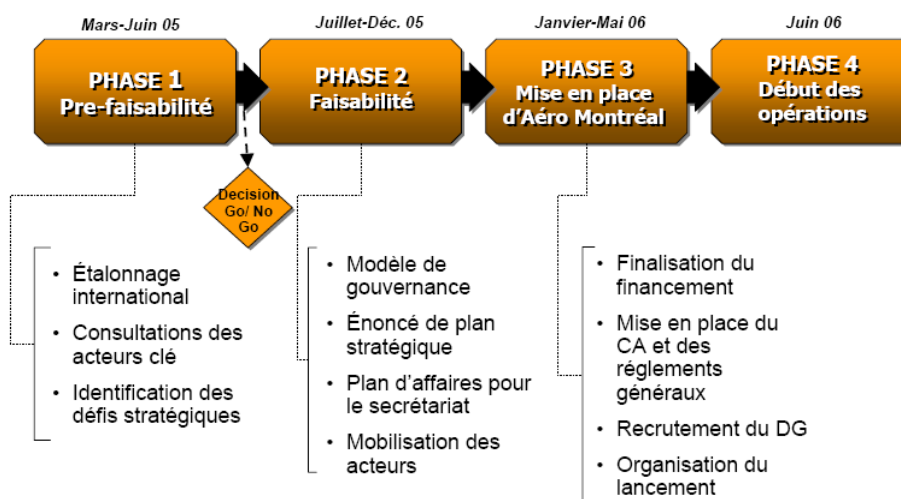 Mars-Juin 05
PHASE 1
Pre-faisabilité
Juillet-Déc. 05
PHASE 2
Faisabilité
Janvier-Mai 06
PHASE 3
Mise en place
d'Aéro Montréal
Juin 06
PHASE 4
Début des
opérations
Decision
Go/ No
Go
• Étalonnage
international
• Consultations des
acteurs clé
• Identification des
défis stratégiques
• Modèle de
gouvernance
• Énoncé de plan
stratégique
• Plan d'affaires pour
le secrétariat
• Mobilisation des
acteurs
• Finalisation du
financement
• Mise en place du
CA et des
réglements
généraux
• Recrutement du DG
• Organisation du
lancement